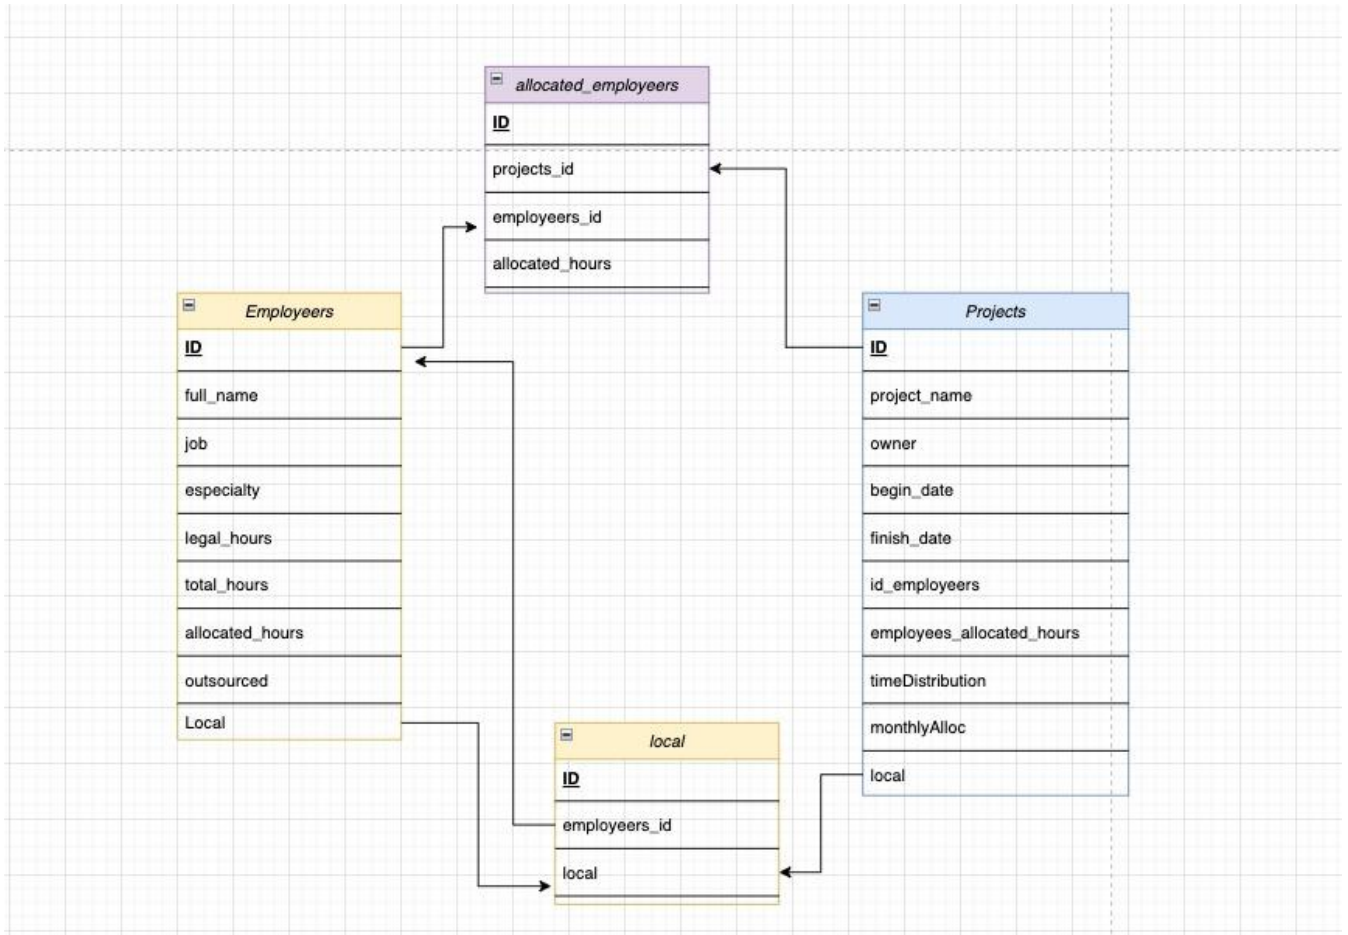 allocated_employeers
ID
projects_id
employeers_id
allocated_hours
Employeers
ID
full_name
job
especialty
legal_hours
total_hours
allocated_hours
outsourced
Local
Projects
ID
project_name
owner
begin_date
finish_date
id_employeers
employees_allocated_hours
timeDistribution
monthlyAlloc
local
local
ID
employeers_id
local